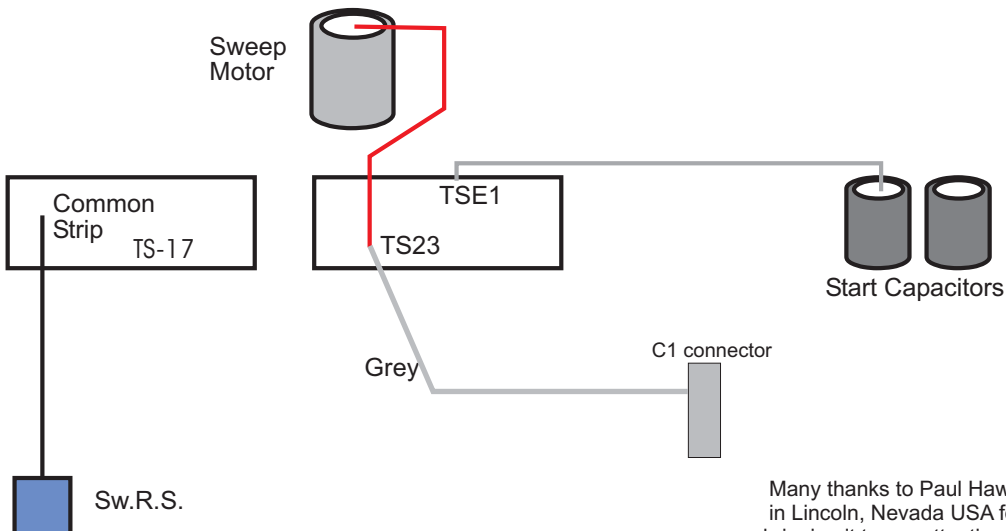 Sweep
Motor
Common
Strip
TS-17
TSE1
TS23
Start Capacitors
Grey
C1 connector
Sw.R.S.
Many thanks to Paul Haw
in Lincoln, Nevada USA f